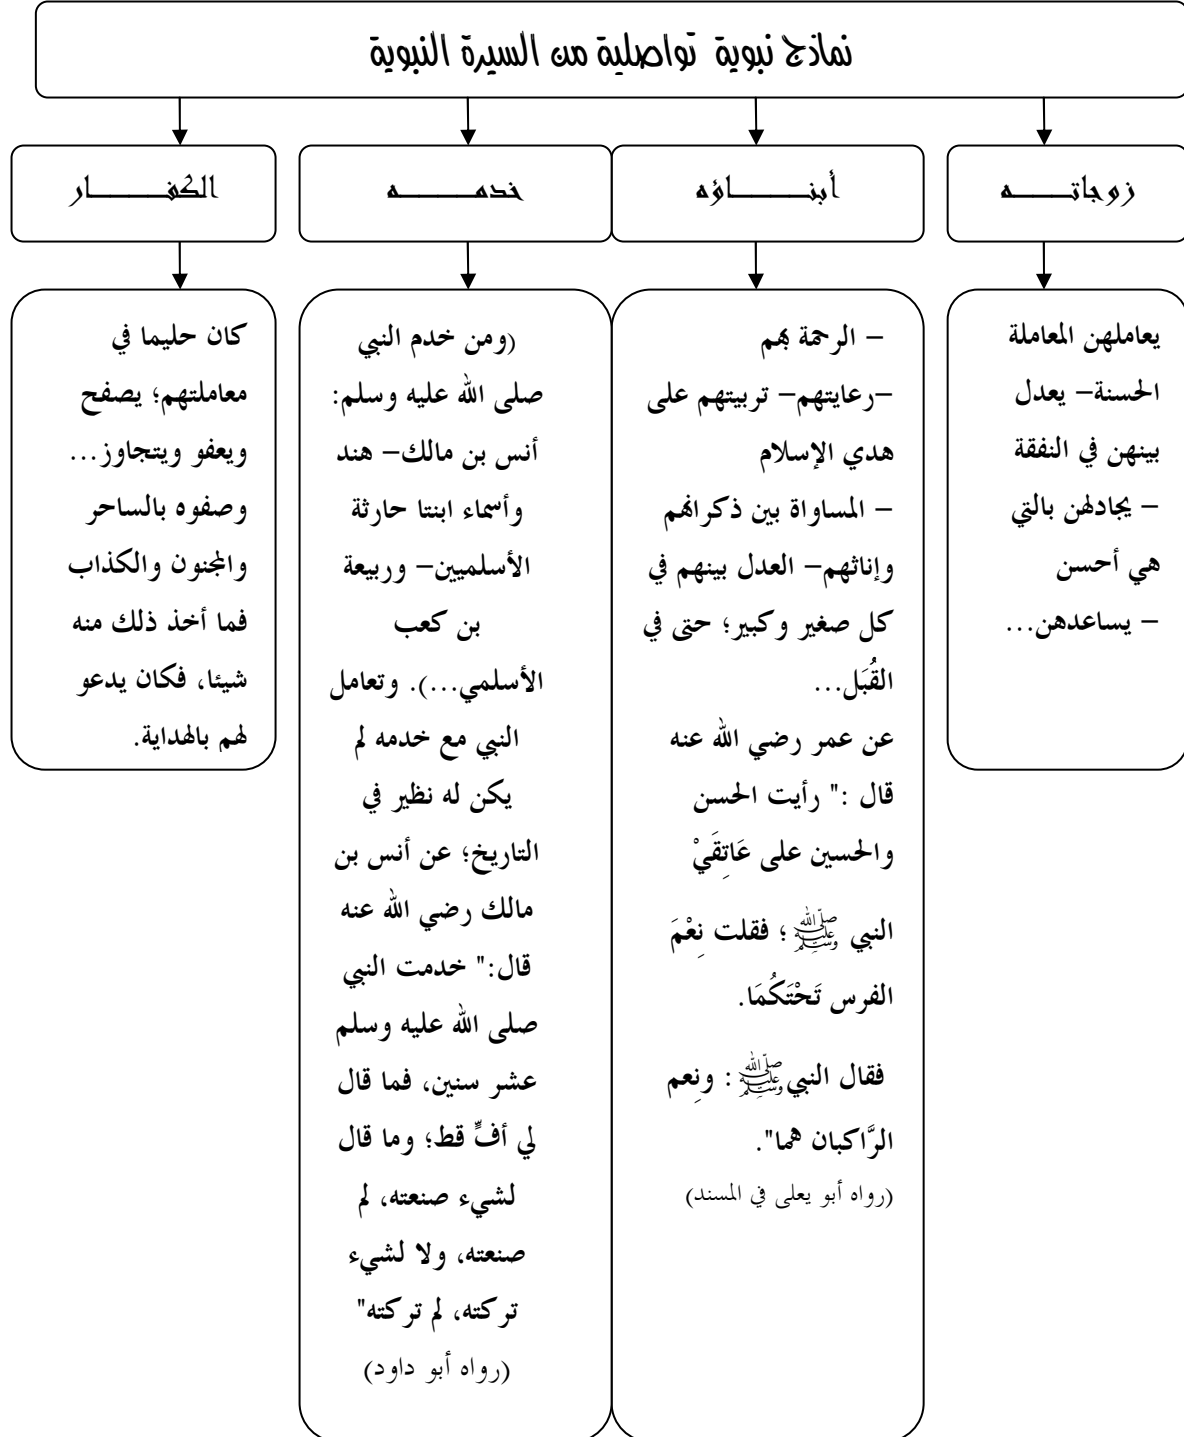 نماذج نبوية تواصلية من السيرة النبوية
زوجاتـــــه
يعاملهن المعاملة
الحسنة– يعدل
بينهن في النفقة
– يجادلهن بالتي
هي أحسن
– يساعدهن...
أبنـــــــاؤه
– الرحمة بهم
–رعايتهم– تربيتهم على
هدي الإسلام
– المساواة بين ذكرانهم
وإناثهم– العدل بينهم في
كل صغير وكبير؛ حتى في
القُبَل...
عن عمر رضي الله عنه
قال :" رأيت الحسن
والحسين على عَاتِقَيْ
النبي ﷺ ؛ فقلت نِعْمَ
الفرس تَحْتَكُمَا.
فقال النبي ﷺ : ونِعم
الرَّاكبان هما".
(رواه أبو يعلى في المسند)
خدمـــــــه
(ومن خدم النبي
صلى الله عليه وسلم:
أنس بن مالك– هند
وأسماء ابنتا حارثة
الأسلميين– وربيعة
بن كعب
الأسلمي...). وتعامل
النبي مع خدمه لم
يكن له نظير في
التاريخ؛ عن أنس بن
مالك رضي الله عنه
قال:" خدمت النبي
صلى الله عليه وسلم
عشر سنين، فما قال
لي أفٍّ قط؛ وما قال
لشيء صنعته، لم
صنعته، ولا لشيء
تركته، لم تركته"
(رواه أبو داود)
الكفـــــــار
كان حليما في
معاملتهم؛ يصفح
ويعفو ويتجاوز...
وصفوه بالساحر
والمجنون والكذاب
فما أخذ ذلك منه
شيئا، فكان يدعو
لهم بالهداية.